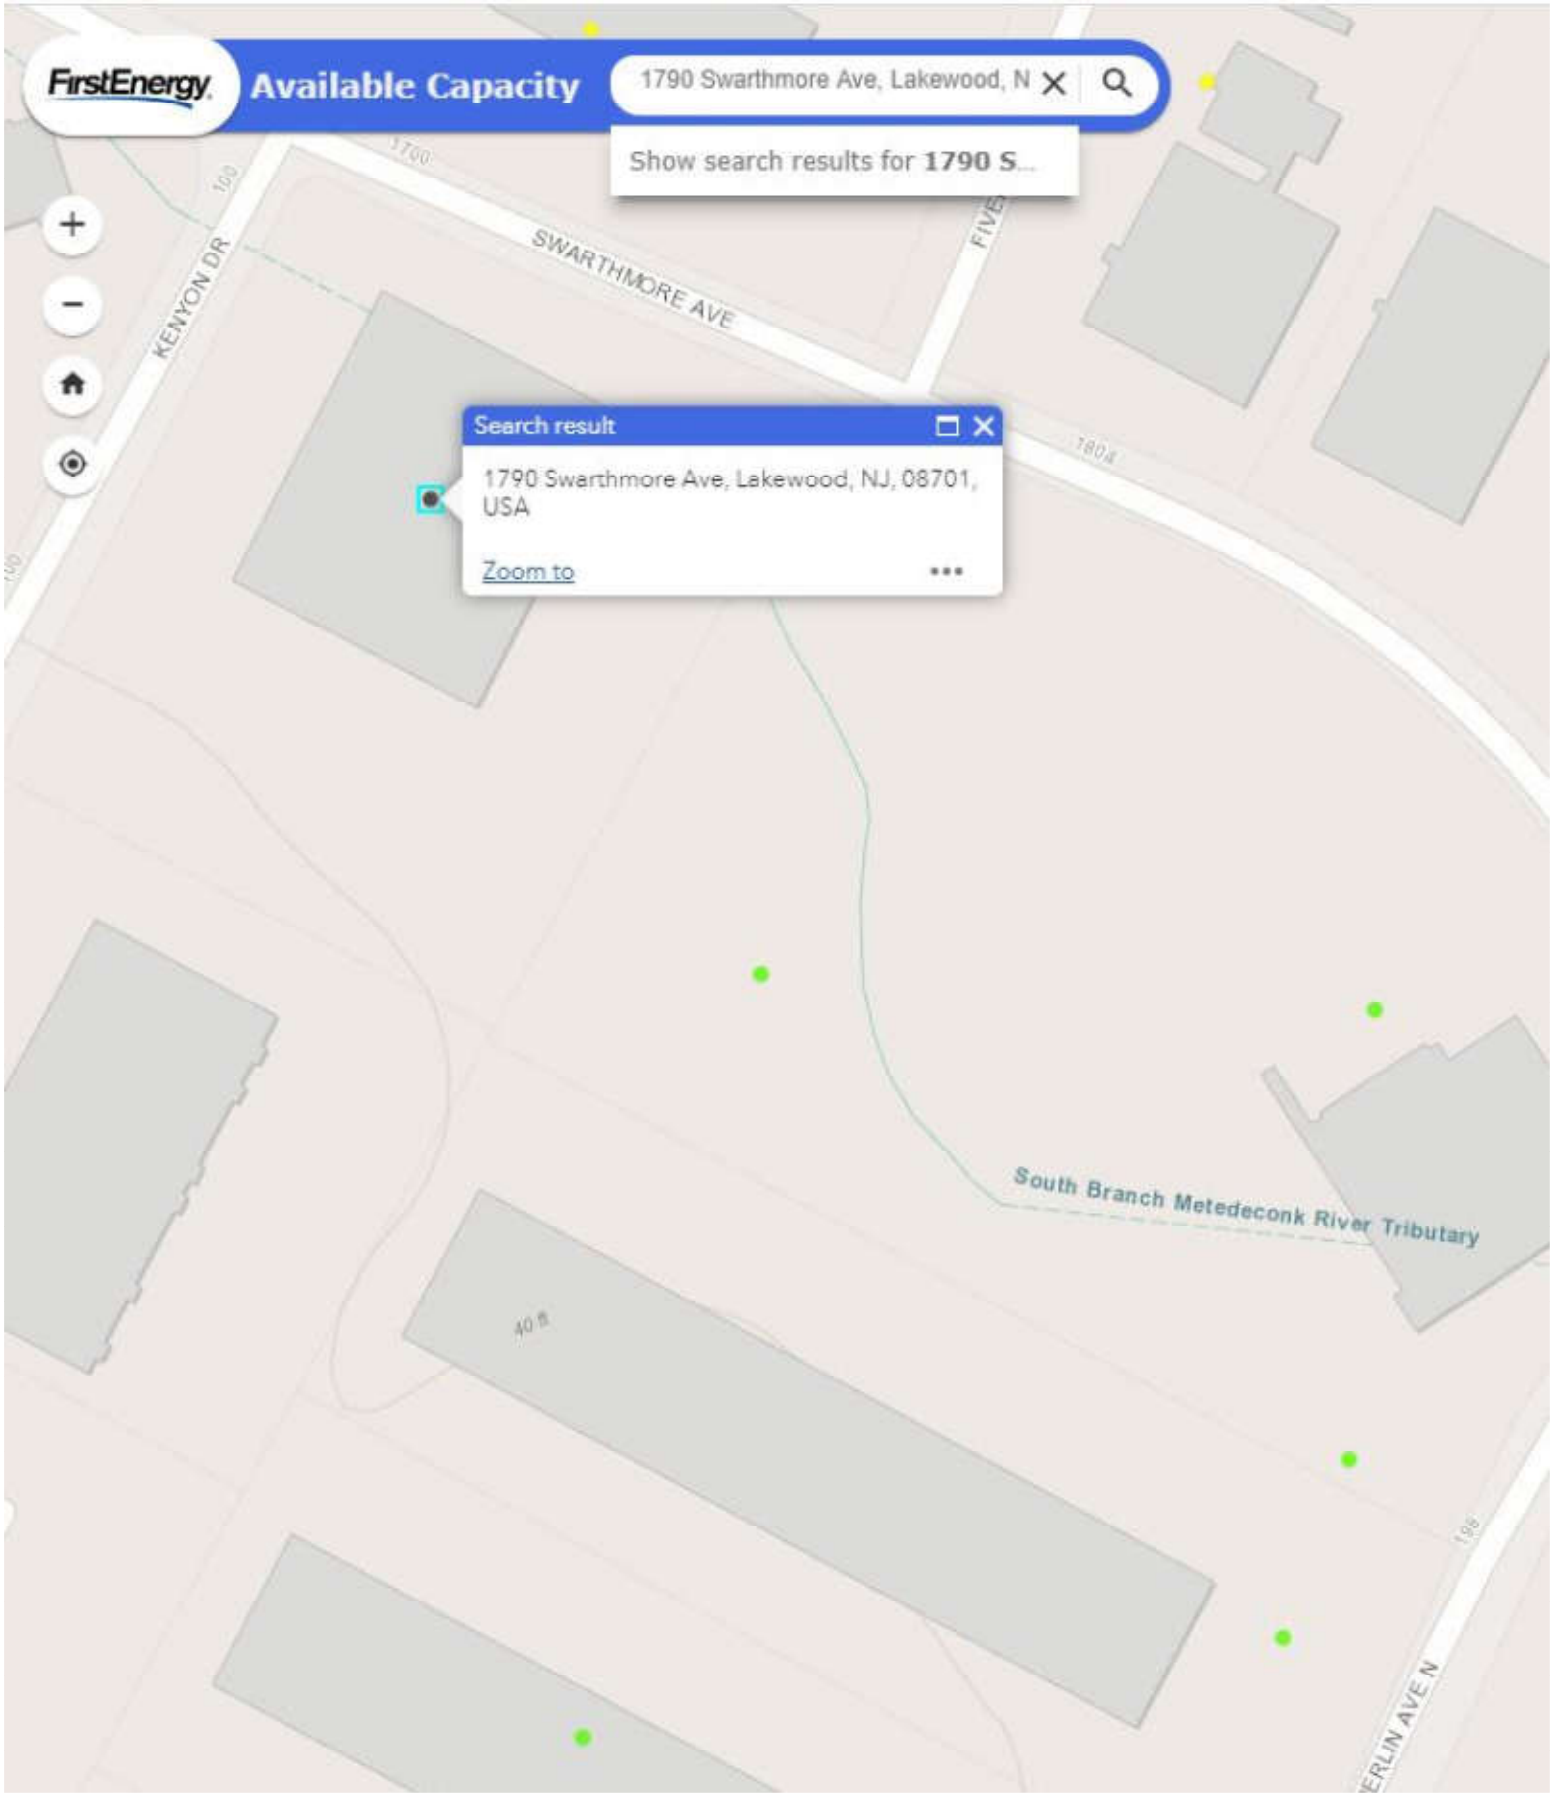 FirstEnergy
Available Capacity
1790 Swarthmore Ave, Lakewood, N
Show search results for 1790 S...
1700
100
KENYON DR
SWARTHMORE AVE
FIVE
1804
Search result
1790 Swarthmore Ave, Lakewood, NJ, 08701,
USA
Zoom to
South Branch Metedeconk River Tributary
40 ft
198
ERLIN AVE N